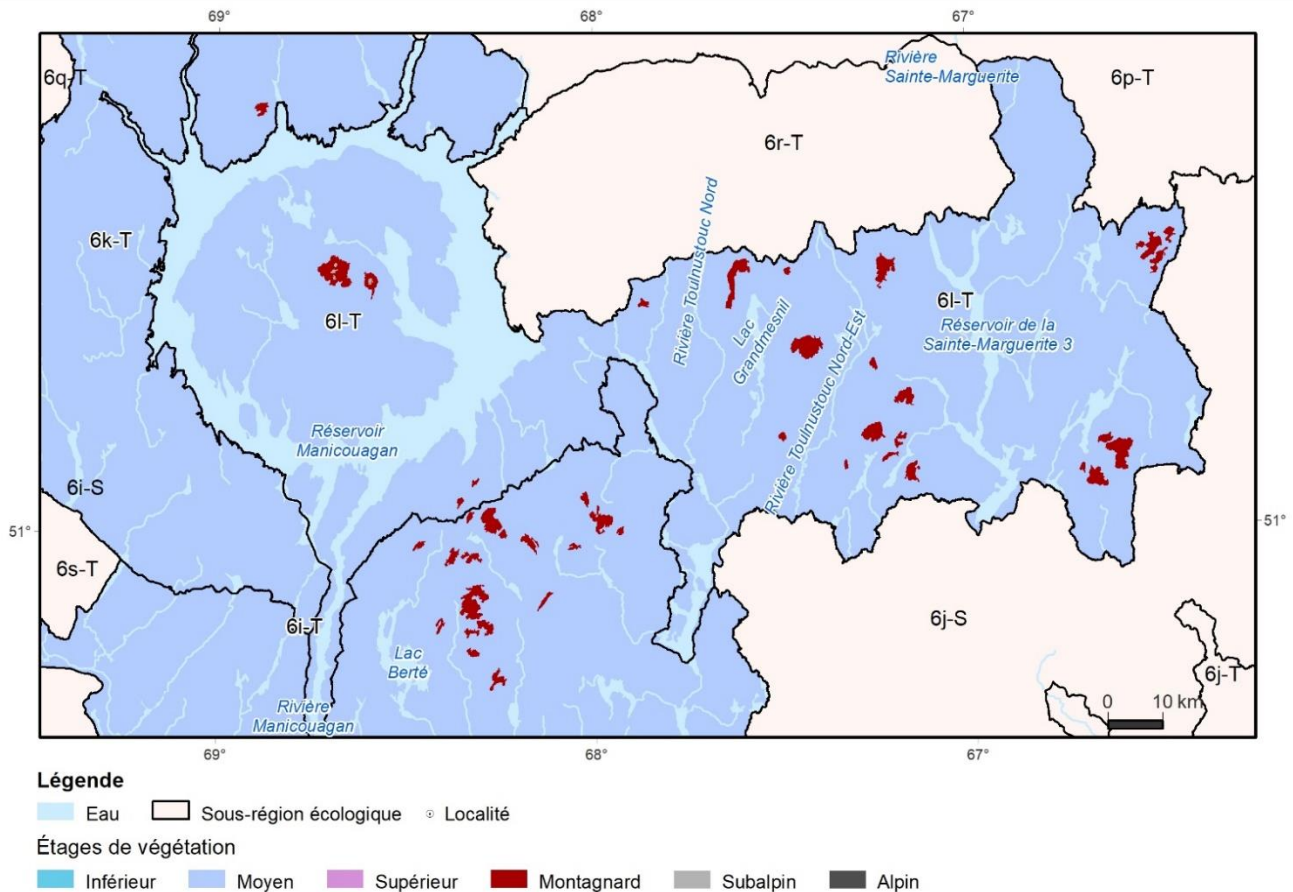 69°
68°
67°
6q-T
Rivière
Sainte-Marguerite
6p-T
6r-T
6k-T
Rivière Toulnustouc Nord
6l-T
6l-T
Lac
Grandmesnil
Réservoir de la
Sainte-Marguerite 3
Rivière Toulnustouc Nord-Est
Réservoir
Manicouagan
6i-S
51°
51°
6s-T
6i-T
6j-S
Lac
Berté
6j-T
Rivière
Manicouagan
0 10 km
69°
68°
67°
Légende
Eau Sous-région écologique Localité
Étages de végétation
Inférieur Moyen Supérieur Montagnard Subalpin Alpin